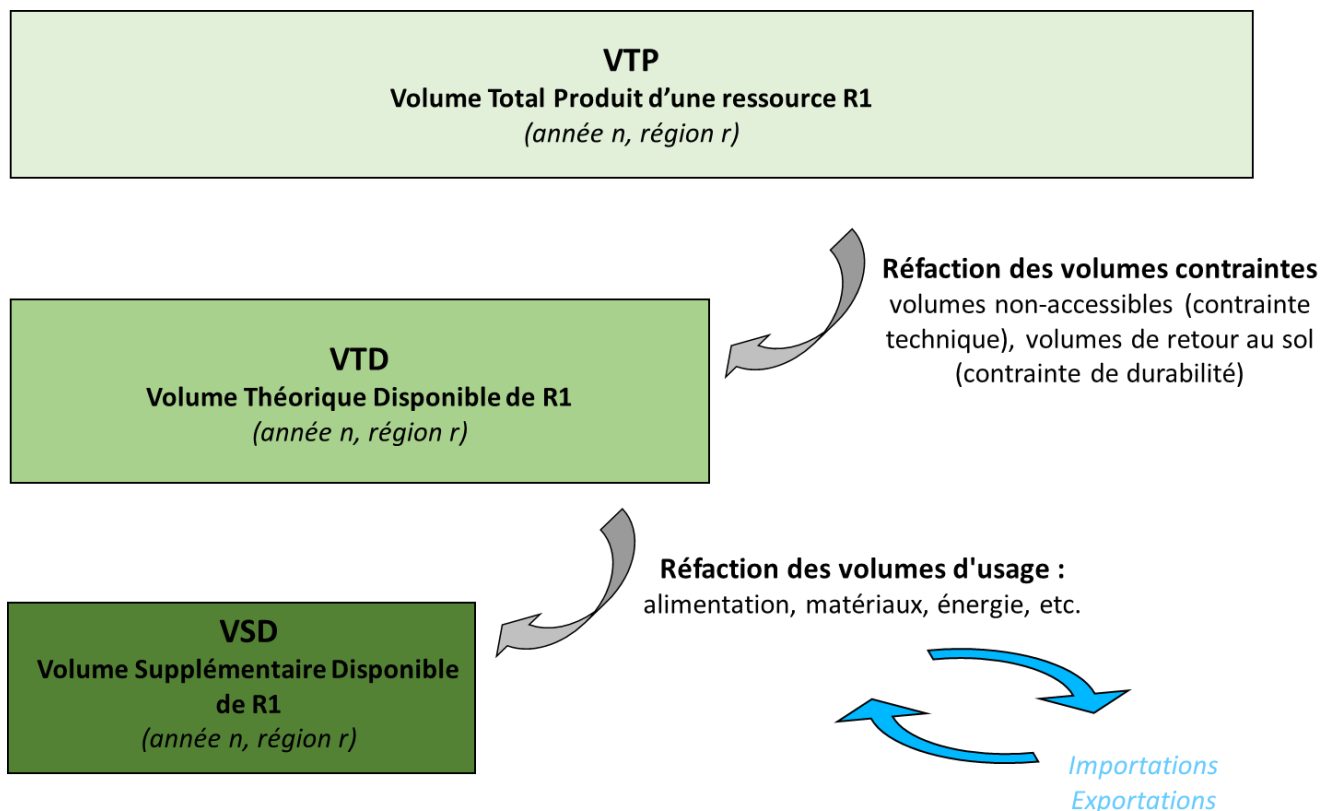 VTP
Volume Total Produit d’une ressource R1
(année n, région r)
Réfaction des volumes contraintes
volumes non-accessibles (contrainte
technique), volumes de retour au sol
(contrainte de durabilité)
VTD
Volume Théorique Disponible de R1
(année n, région r)
Réfaction des volumes d'usage :
alimentation, matériaux, énergie, etc.
VSD
Volume Supplémentaire Disponible
de R1
(année n, région r)
Importations
Exportations